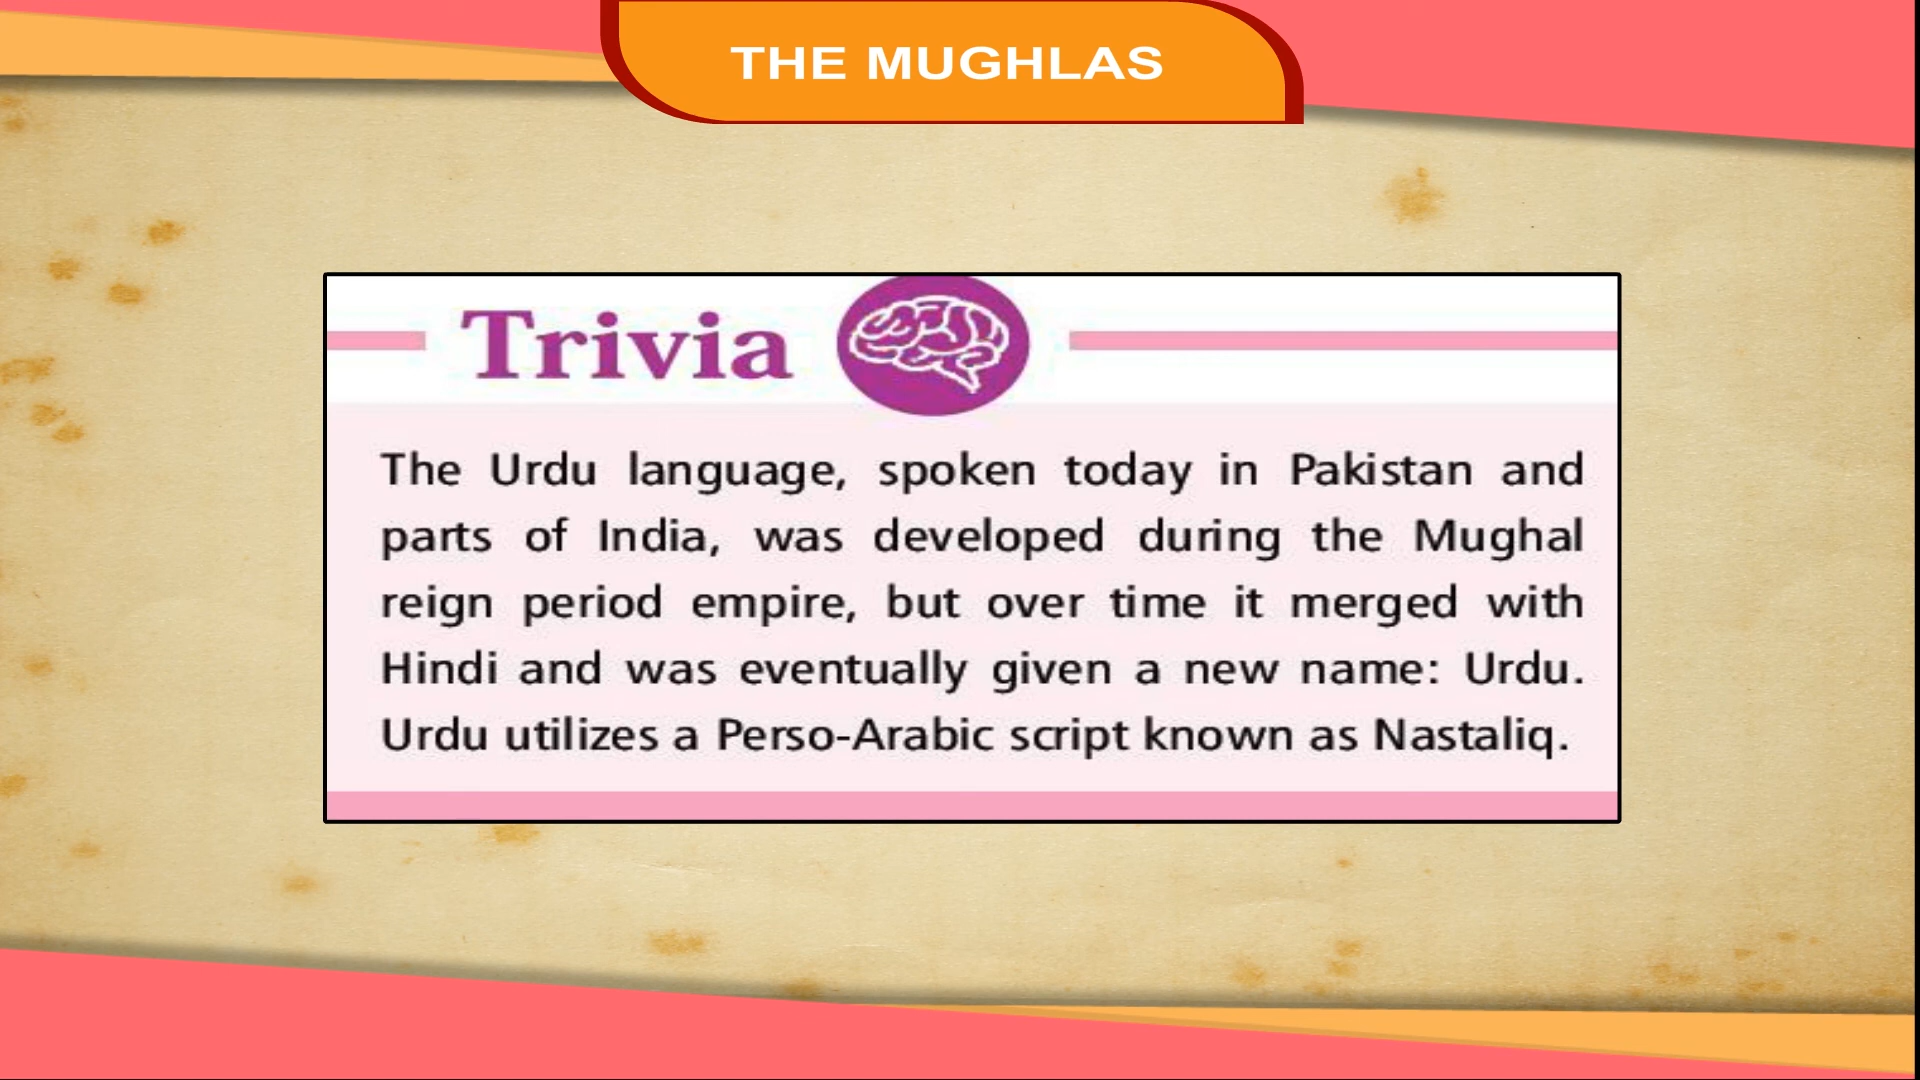 THE MUGHLAS
Trivia
The Urdu language, spoken today in Pakistan and
parts of India, was developed during the Mughal
reign period empire, but over time it merged with
Hindi and was eventually given a new name: Urdu.
Urdu utilizes a Perso-Arabic script known as Nastaliq.